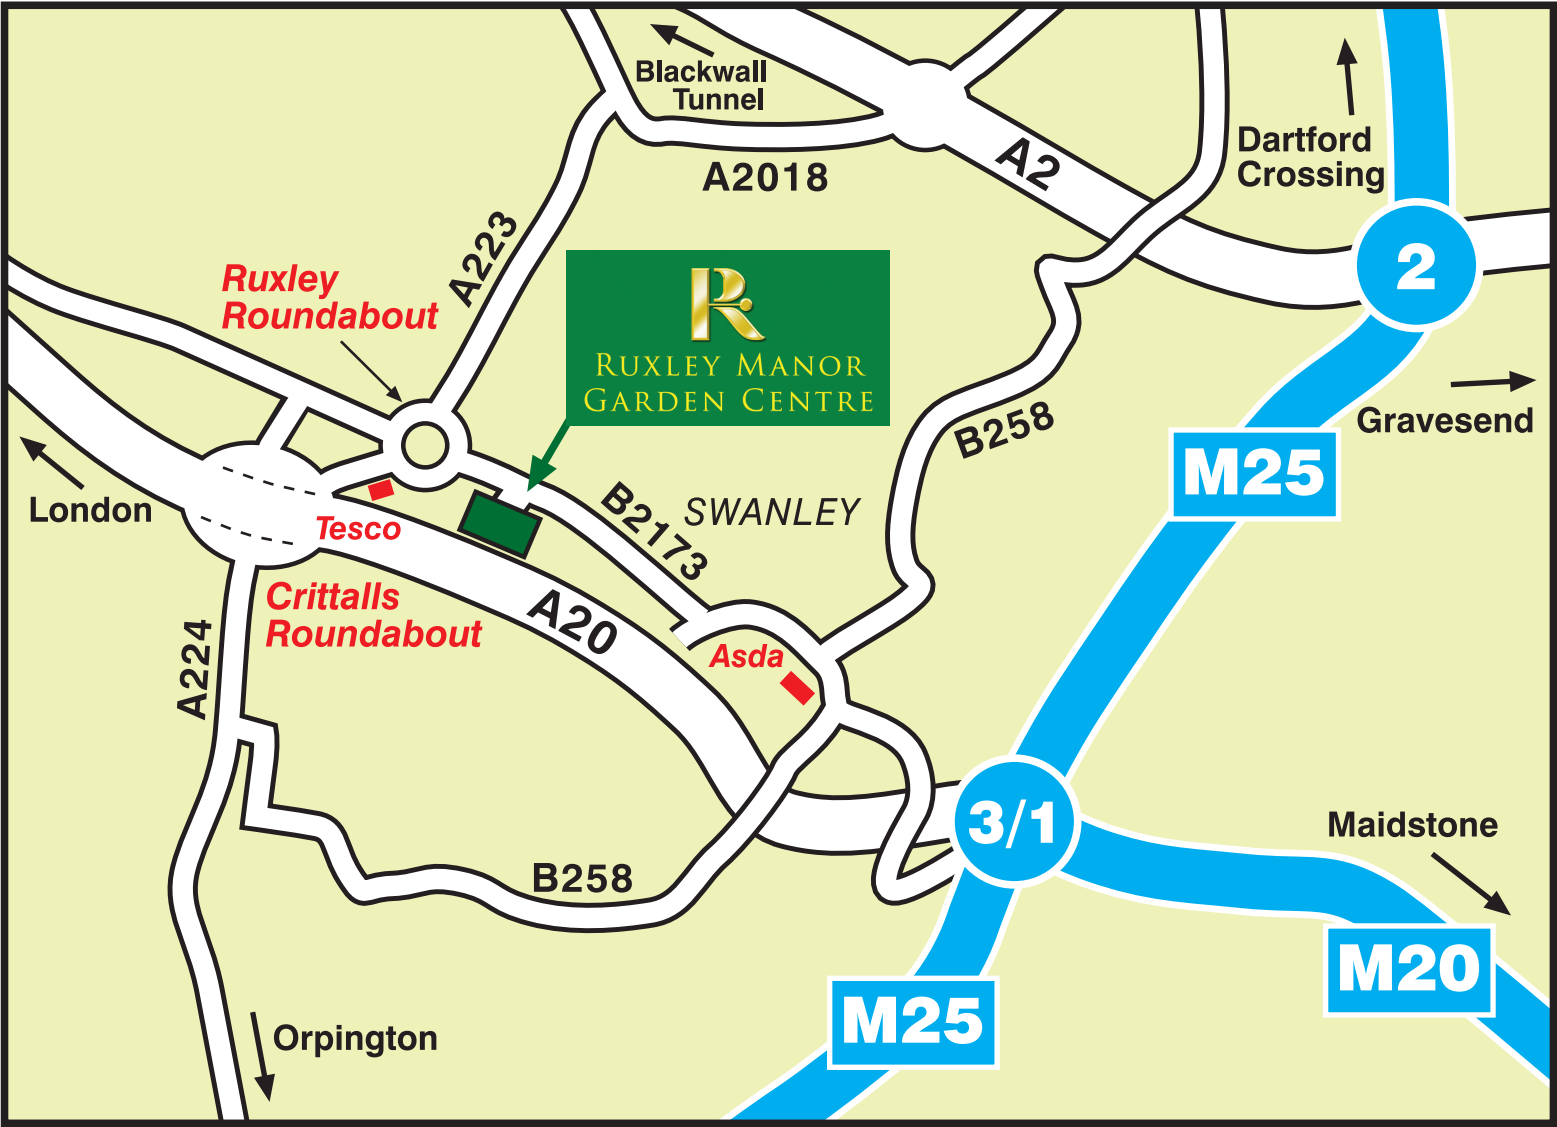 Blackwall
Tunnel
A2
Dartford
Crossing
A2018
A223
Ruxley
Roundabout
2
R
RUXLEY MANOR
GARDEN CENTRE
B258
Gravesend
M25
London
Tesco
B2173
SWANLEY
Crittalls
Roundabout
A20
A224
Asda
3/1
Maidstone
B258
M20
M25
Orpington